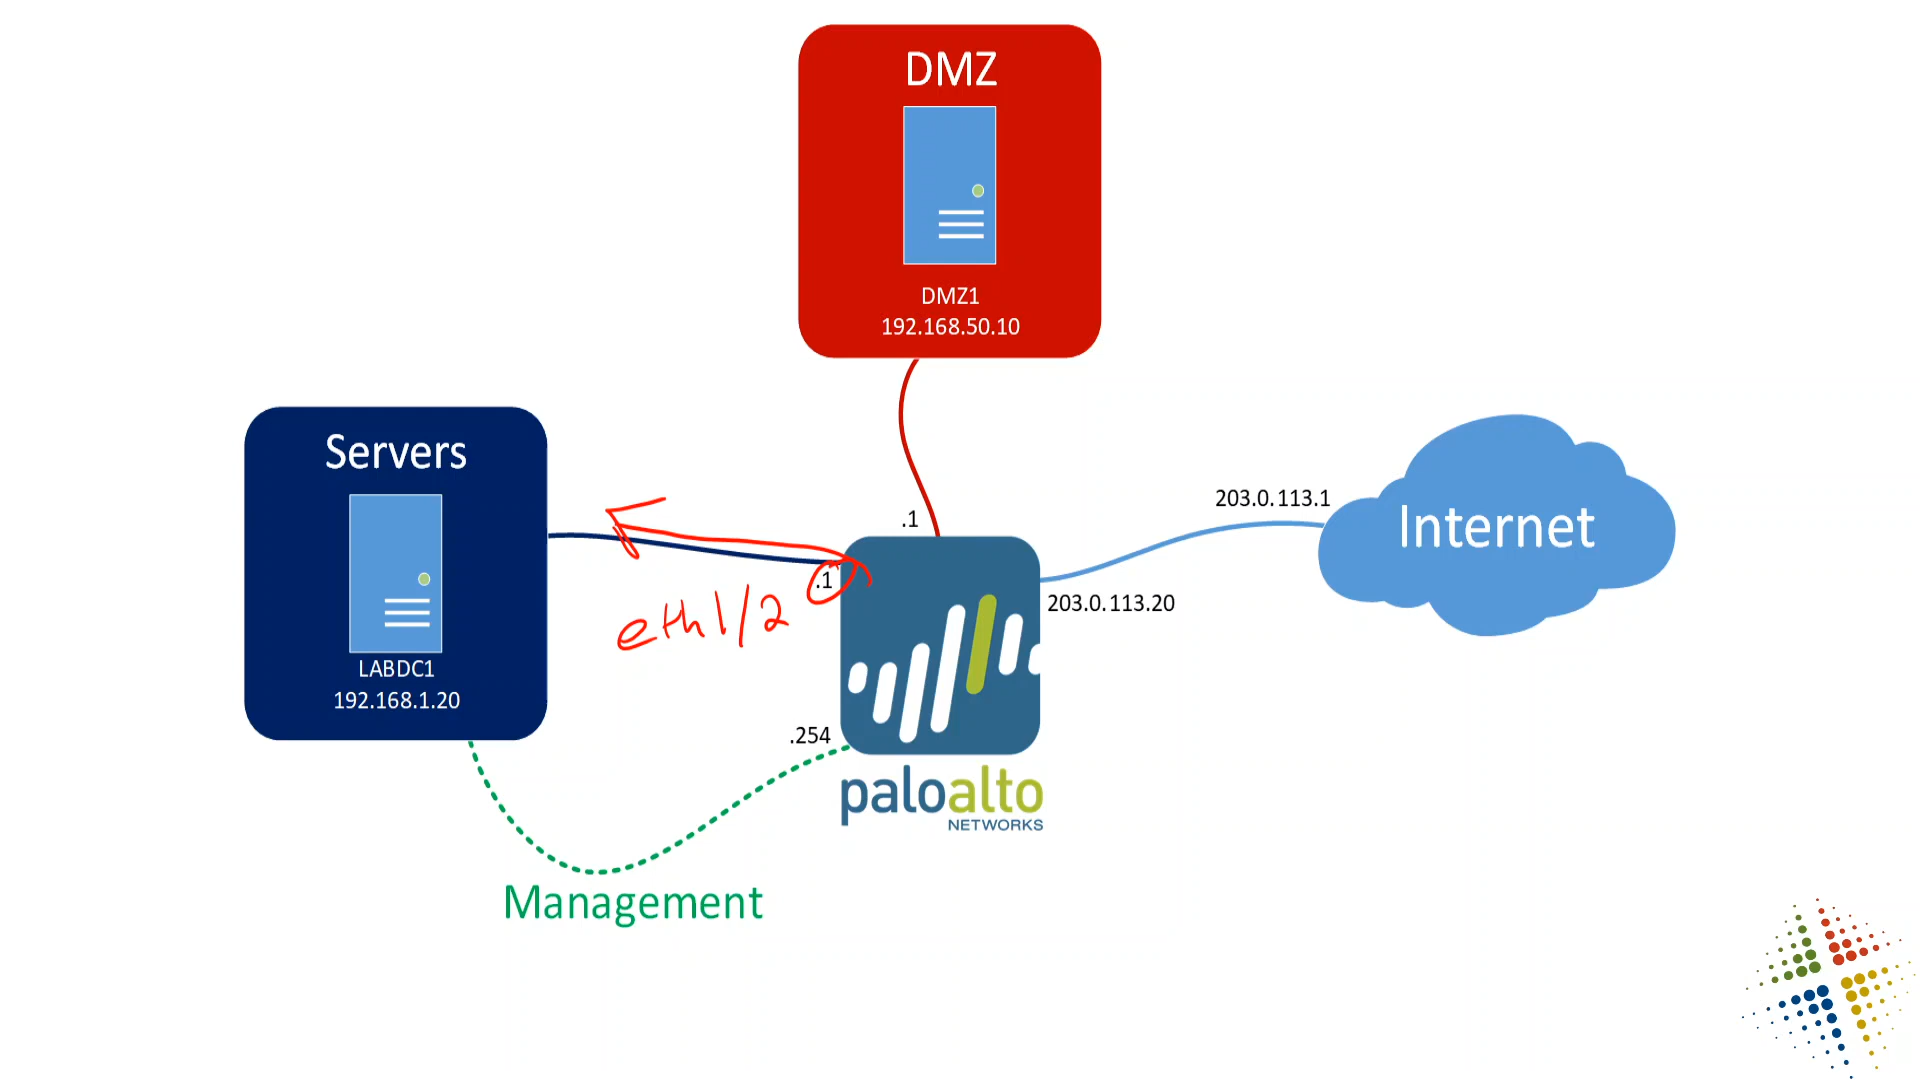 DMZ
DMZ1
192.168.50.10
Servers
LABDC1
192.168.1.20
.1
.1
eth1/2
203.0.113.1
Internet
203.0.113.20
.254
paloalto
NETWORKS
Management